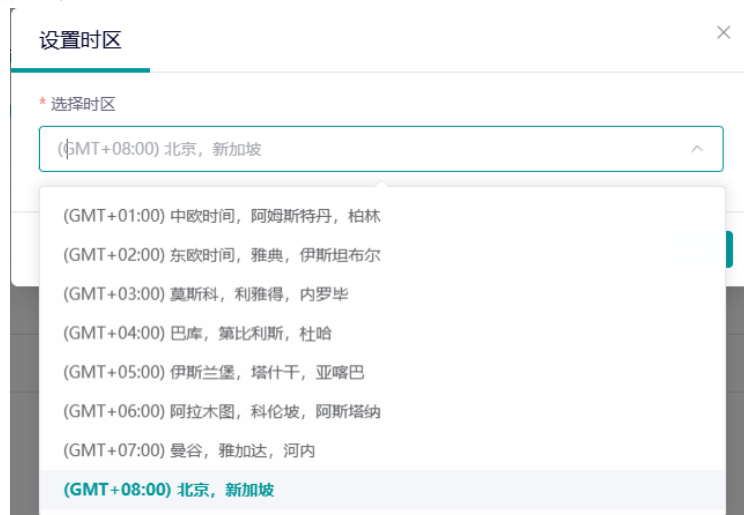 设置时区
* 选择时区
(GMT+08:00) 北京，新加坡
(GMT+01:00) 中欧时间，阿姆斯特丹，柏林
(GMT+02:00) 东欧时间，雅典，伊斯坦布尔
(GMT+03:00) 莫斯科，利雅得，内罗毕
(GMT+04:00) 巴库，第比利斯，杜哈
(GMT+05:00) 伊斯兰堡，塔什干，亚喀巴
(GMT+06:00) 阿拉木图，科伦坡，阿斯塔纳
(GMT+07:00) 曼谷，雅加达，河内
(GMT+08:00) 北京，新加坡